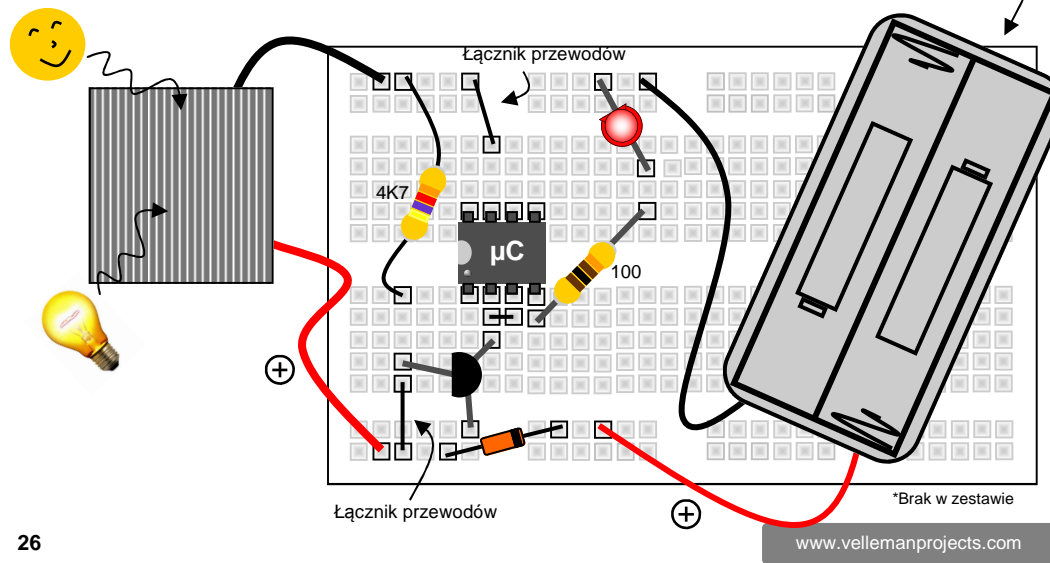 Łącznik przewodów
4K7
µC
100
+
Łącznik przewodów
+
*Brak w zestawie
26
www.vellemanprojects.com